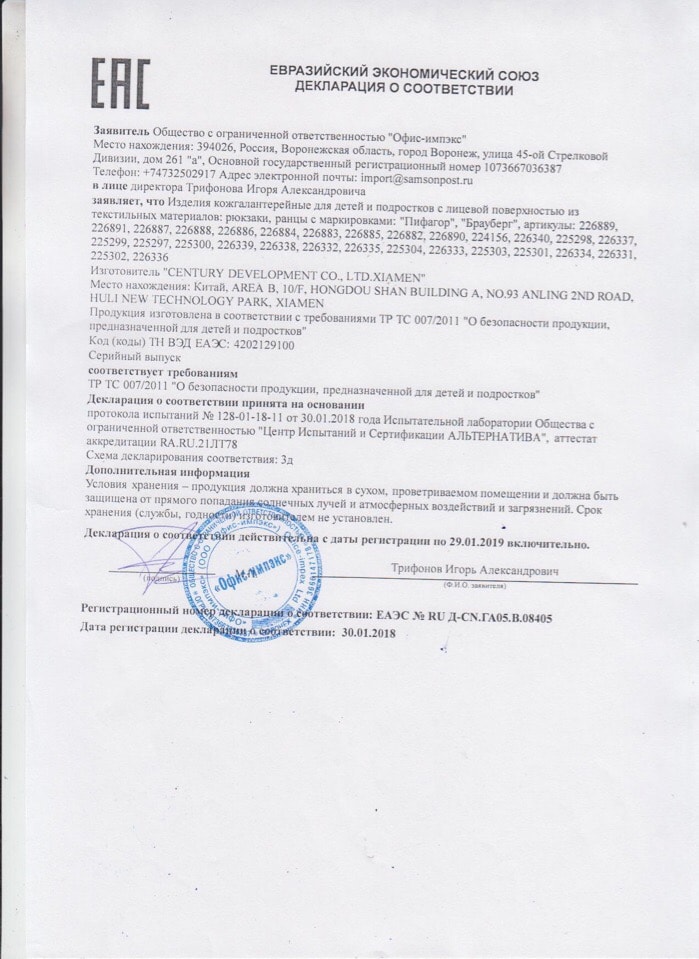 ЕАС
ЕВРАЗИЙСКИЙ ЭКОНОМИЧЕСКИЙ СОЮЗ
ДЕКЛАРАЦИЯ О СООТВЕТСТВИИ
Заявитель Общество с ограниченной ответственностью "Офис-импэкс"
Место нахождения: 394026, Россия, Воронежская область, город Воронеж, улица 45-ой Стрелковой
Дивизии, дом 261 "а", Основной государственный регистрационный номер 1073667036387
Телефон: +74732502917 Адрес электронной почты: import@samsonpost.ru
в лице директора Трифонова Игоря Александровича
заявляет, что Изделия кожгалантерейные для детей и подростков с лицевой поверхностью из
текстильных материалов: рюкзаки, ранцы с маркировками: "Пифагор", "Брауберг", артикулы: 226889,
226891, 226887, 226888, 226886, 226884, 226883, 226885, 226882, 226890, 224156, 226340, 225298, 226337,
225299, 225297, 225300, 226339, 226338, 226332, 226335, 225304, 226333, 225303, 225301, 226334, 226331,
225302, 226336
Изготовитель "CENTURY DEVELOPMENT CO., LTD.XIAMEN"
Место нахождения: Китай, AREA B, 10/F, HONGDOU SHAN BUILDING A, NO.93 ANLING 2ND ROAD,
HULI NEW TECHNOLOGY PARK, XIAMEN
Продукция изготовлена в соответствии с требованиями ТР ТС 007/2011 "О безопасности продукции,
предназначенной для детей и подростков"
Код (коды) ТН ВЭД ЕАЭС: 4202129100
Серийный выпуск
соответствует требованиям
ТР ТС 007/2011 "О безопасности продукции, предназначенной для детей и подростков"
Декларация о соответствии принята на основании
протокола испытаний № 128-01-18-11 от 30.01.2018 года Испытательной лаборатории Общества с
ограниченной ответственностью "Центр Испытаний и Сертификации АЛЬТЕРНАТИВА", аттестат
аккредитации RA.RU.21ЛТ78
Схема декларирования соответствия: 3д
Дополнительная информация
Условия хранения – продукция должна храниться в сухом, проветриваемом помещении и должна быть
защищена от прямого попадания солнечных лучей и атмосферных воздействий и загрязнений. Срок
хранения (службы, годности) изготовителем не установлен.
Декларация о соответствии действительна с даты регистрации по 29.01.2019 включительно.
Трифонов Игорь Александрович
(подпись)
(Ф.И.О. заявителя)
«Офис-импэкс»
Регистрационный номер декларации о соответствии: ЕАЭС № RU Д-CN.ГА05.В.08405
Дата регистрации декларации о соответствии: 30.01.2018